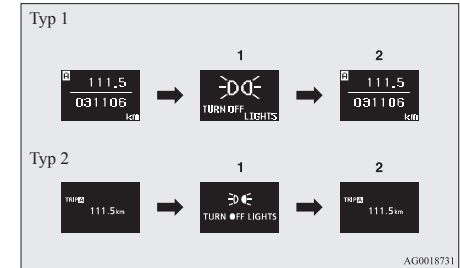 Typ 1
1 2
A 111.5
031106
km
TURN OFF
LIGHTS
A 111.5
031106
km
Typ 2
1 2
TRIP A
111.5 km
TURN OFF LIGHTS
TRIP A
111.5 km
AG0018731